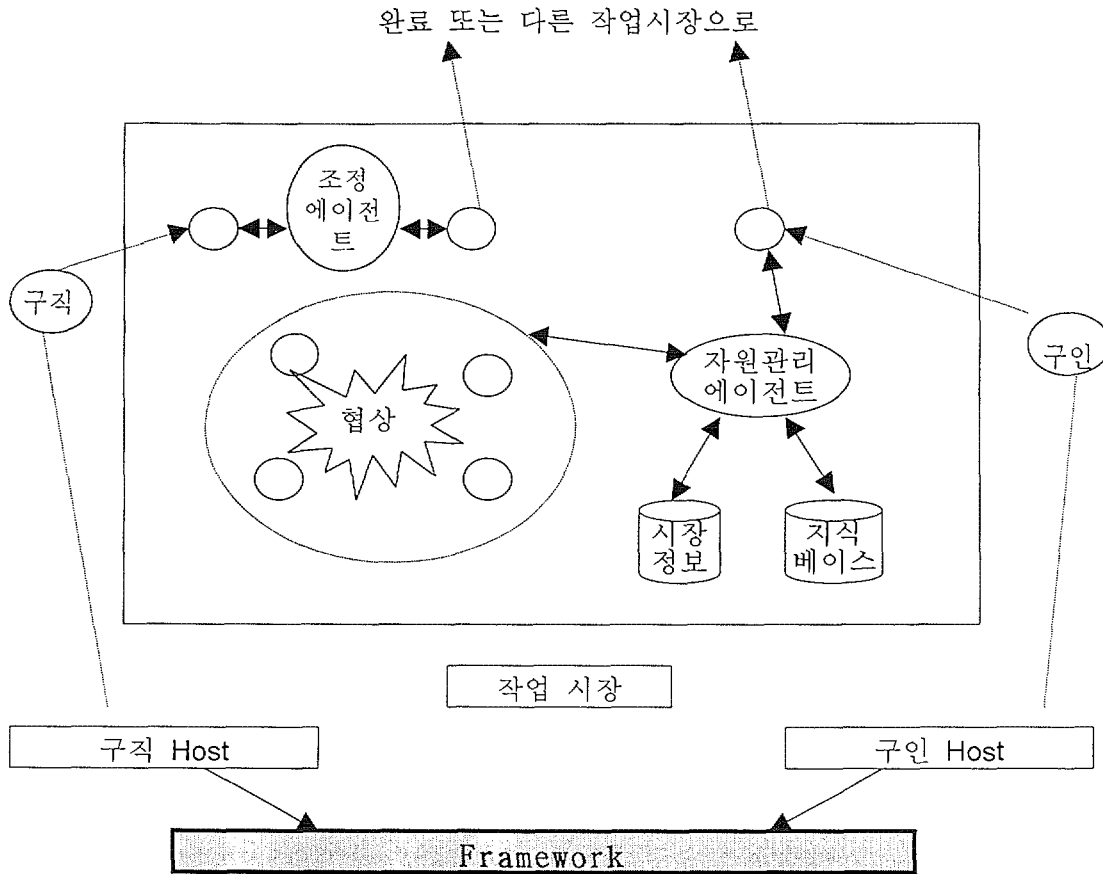 완료 또는 다른 작업시장으로
조정
에이전
트
구직
구인
자원관리
에이전트
협상
시장
정보
지식
베이스
작업 시장
구직 Host
구인 Host
Framework